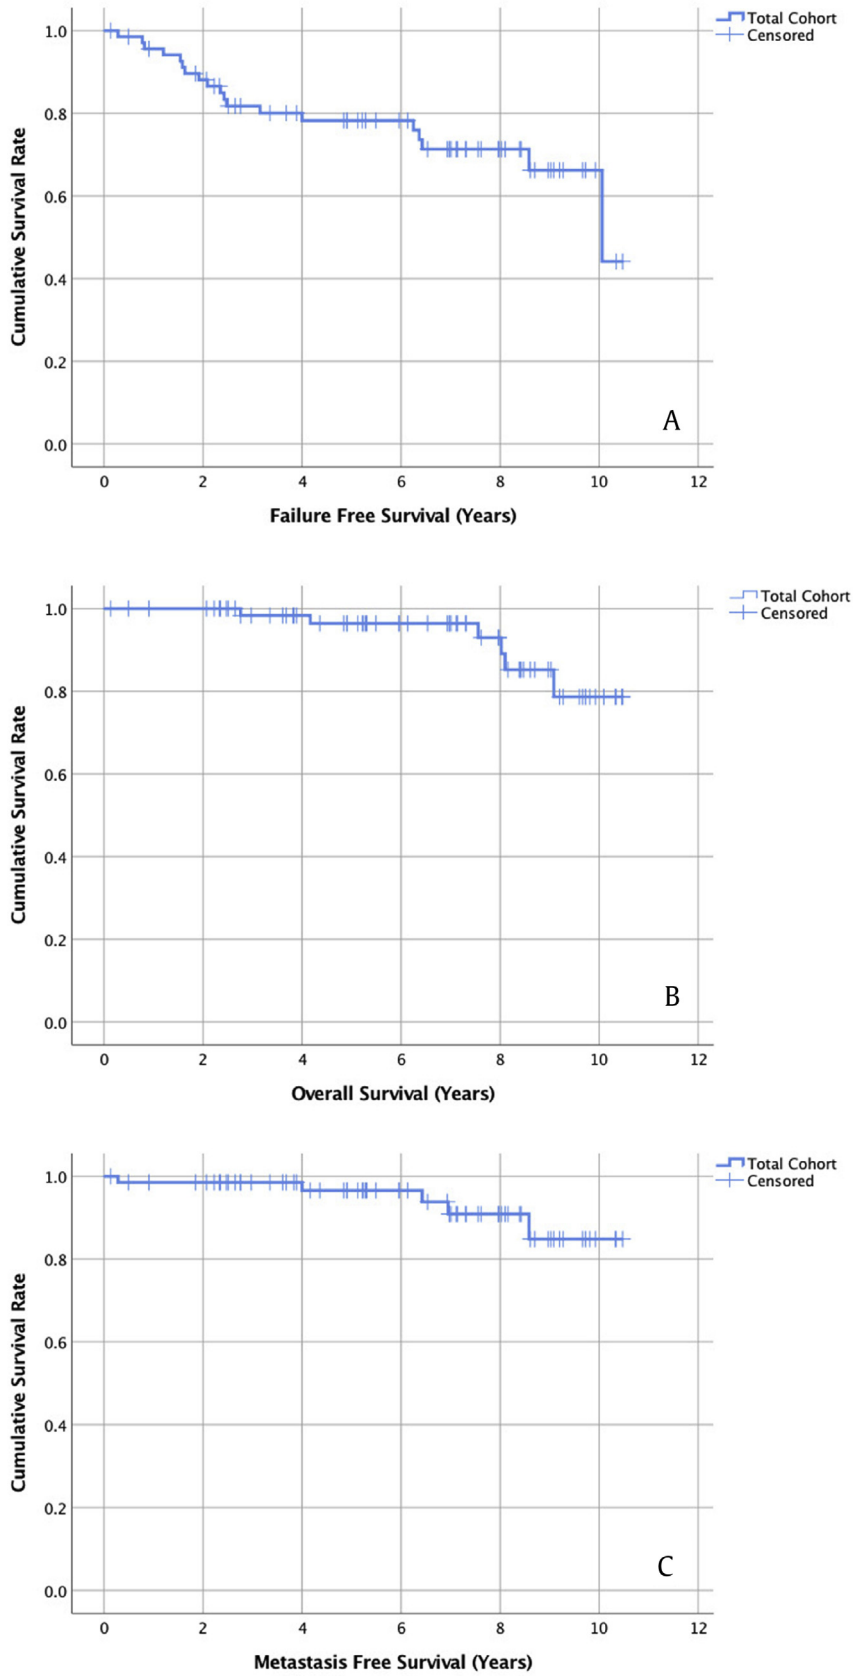 Total Cohort
Censored
Cumulative Survival Rate
1.0
0.8
0.6
0.4
0.2
0.0
A
0 2 4 6 8 10 12
Failure Free Survival (Years)
Total Cohort
Censored
Cumulative Survival Rate
1.0
0.8
0.6
0.4
0.2
0.0
B
0 2 4 6 8 10 12
Overall Survival (Years)
Total Cohort
Censored
Cumulative Survival Rate
1.0
0.8
0.6
0.4
0.2
0.0
C
0 2 4 6 8 10 12
Metastasis Free Survival (Years)